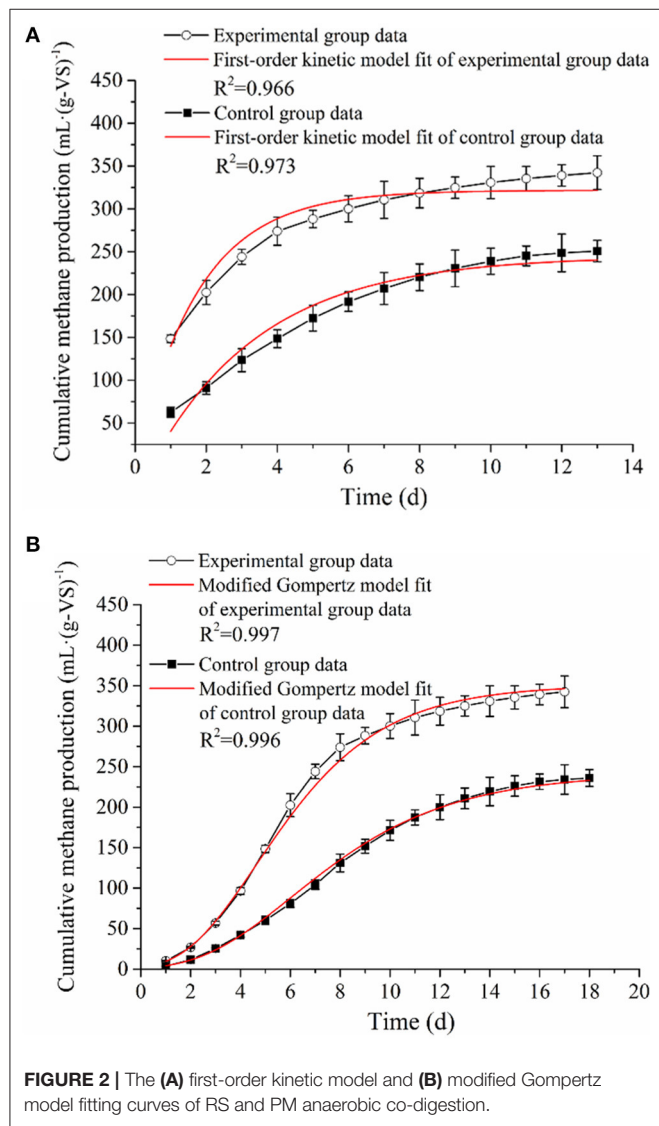 A
Experimental group data
First-order kinetic model fit of experimental group data
R²=0.966
Control group data
First-order kinetic model fit of control group data
R²=0.973
Cumulative methane production (mL·(g-VS)⁻¹)
450
400
350
300
250
200
150
100
50
0 2 4 6 8 10 12 14
Time (d)
B
Experimental group data
Modified Gompertz model fit
of experimental group data
R²=0.997
Control group data
Modified Gompertz model fit
of control group data
R²=0.996
Cumulative methane production (mL·(g-VS)⁻¹)
450
400
350
300
250
200
150
100
50
0
0 2 4 6 8 10 12 14 16 18 20
Time (d)
FIGURE 2 | The (A) first-order kinetic model and (B) modified Gompertz
model fitting curves of RS and PM anaerobic co-digestion.